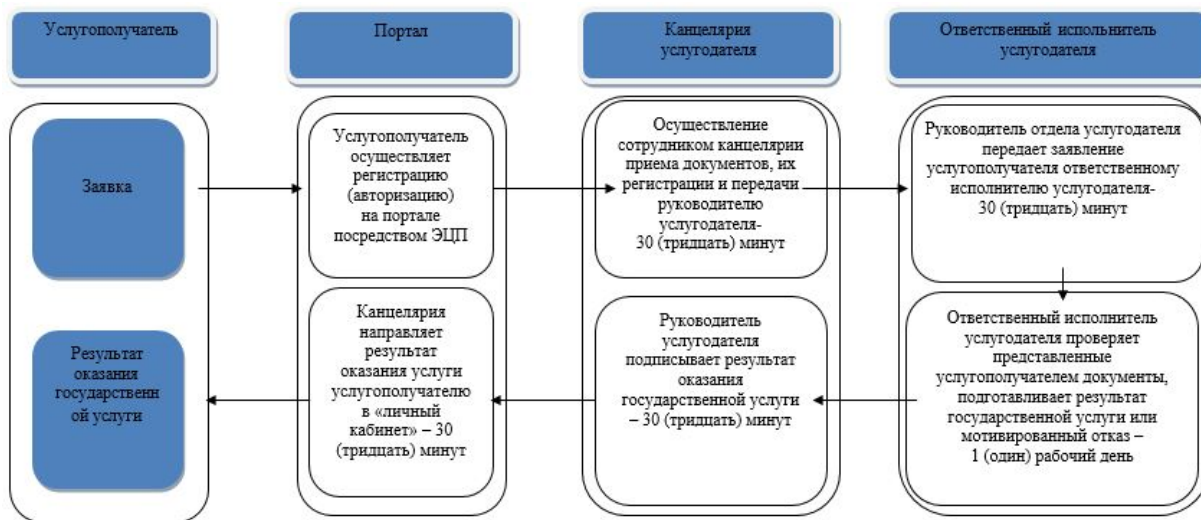 Услугополучатель
Портал
Канцелярия
услугодателя
Ответственный испольнитель
услугодателя
Заявка
Услугополучатель
осуществляет
регистрацию
(авторизацию)
на портале
посредством ЭЦП
Осуществление
сотрудником канцелярии
приема документов, их
регистрации и передачи
руководителю
услугодателя-
30 (тридцать) минут
Руководитель отдела услугодателя
передает заявление
услугополучателя ответственному
исполнителю услугодателя-
30 (тридцать) минут
Результат
оказания
государственн
ой услуги
Канцелярия
направляет
результат
оказания услуги
услугополучателю
в «личный
кабинет» – 30
(тридцать) минут
Руководитель
услугодателя
подписывает результат
оказания
государственной услуги
– 30 (тридцать) минут
Ответственный исполнитель
услугодателя проверяет
представленные
услугополучателем документы,
подготавливает результат
государственной услуги или
мотивированный отказ –
1 (один) рабочий день